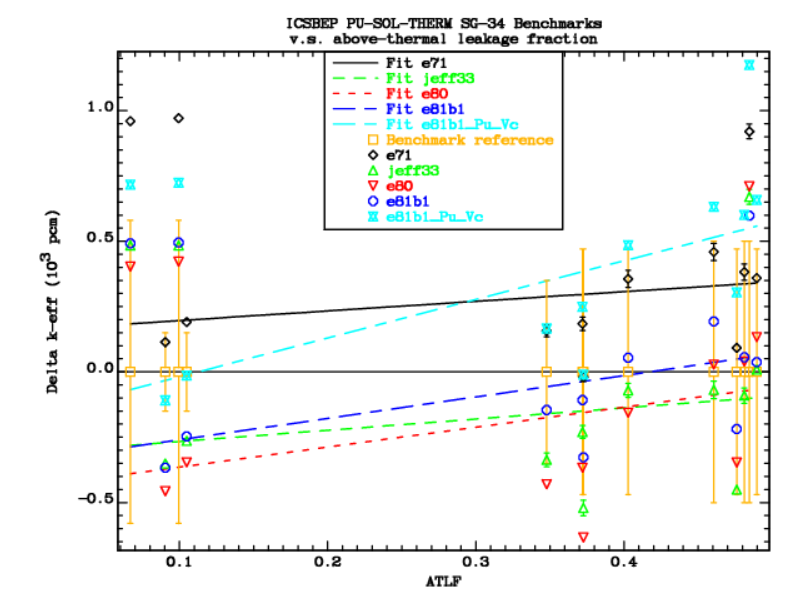 ICSBEP PU-SOL-THERM SG-34 Benchmarks
v.s. above-thermal leakage fraction
Fit e71
Fit jeff33
Fit e80
Fit e81b1
Fit e81b1_Pu_Vc
Benchmark reference
e71
jeff33
e80
e81b1
e81b1_Pu_Vc
Delta k-eff (10³ pcm)
1.0
0.5
0.0
-0.5
0.1
0.2
0.3
0.4
ATLF